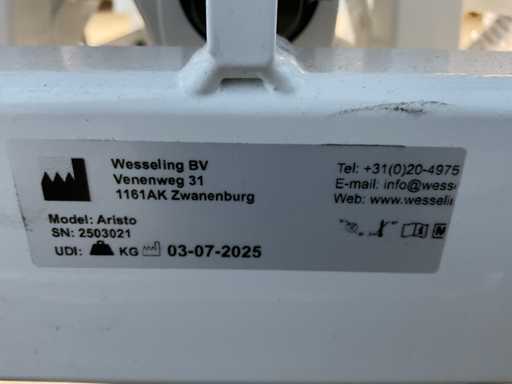 Wesseling BV
Venenweg 31
1161AK Zwanenburg
Tel: +31(0)20-4975
E-mail: info@wess
Web: www.wesselin
Model: Aristo
SN: 2503021
UDI: KG 03-07-2025